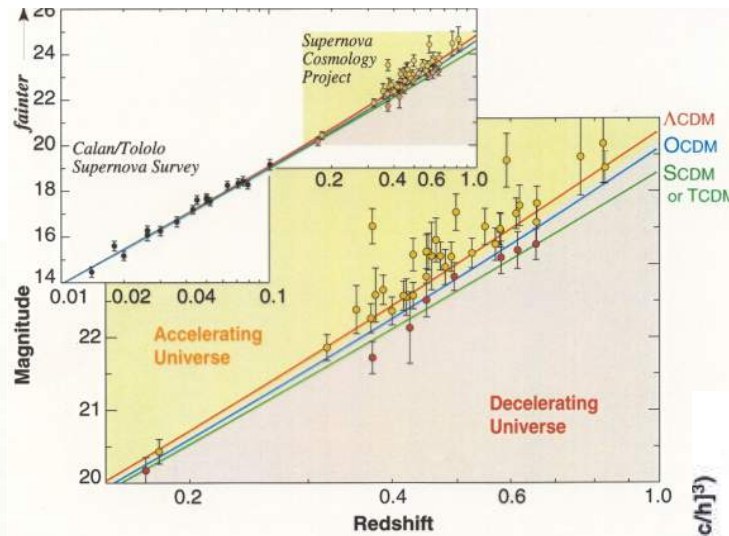 fainter
26
24
22
20
18
16
14
Supernova
Cosmology
Project
Calan/Tololo
Supernova Survey
0.2 0.4 0.6 1.0
0.01 0.02 0.04 0.1
ΛCDM
OCDM
SCDM
or TCDM
Magnitude
22
21
20
Accelerating
Universe
Decelerating
Universe
0.2 0.4 0.6 1.0
Redshift
c/h]³)